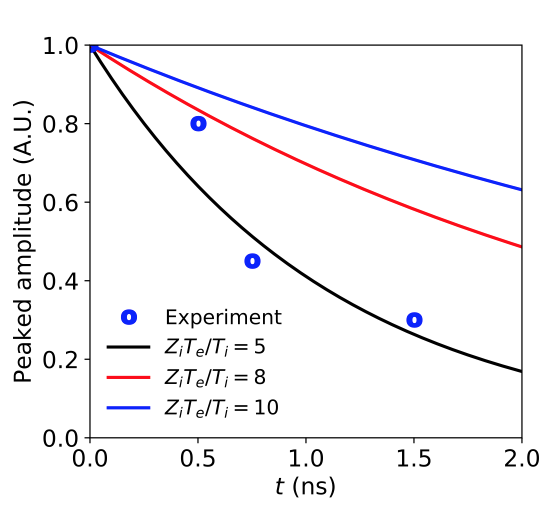 Peaked amplitude (A.U.)
1.0
0.8
0.6
0.4
0.2
0.0
Experiment
Z_iT_e/T_i = 5
Z_iT_e/T_i = 8
Z_iT_e/T_i = 10
0.0 0.5 1.0 1.5 2.0
t (ns)